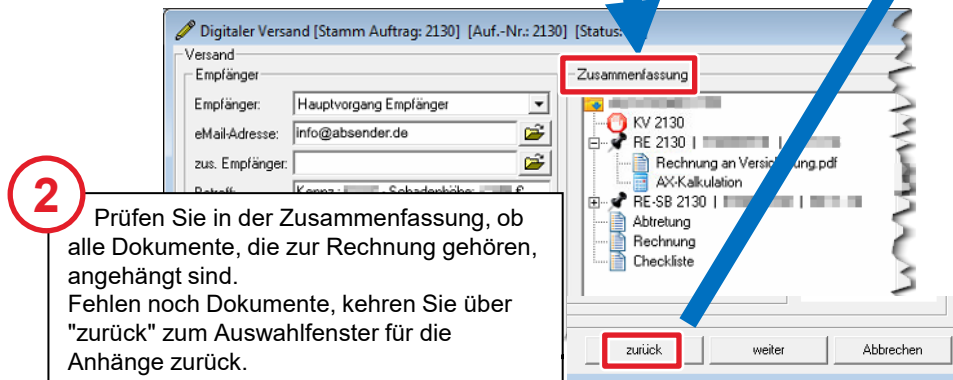 Digitaler Versand [Stamm Auftrag: 2130] [Auf.-Nr.: 2130] [Status:
Versand
Empfänger
Empfänger: Hauptvorgang Empfänger
eMail-Adresse: info@absender.de
zus. Empfänger:
Kennz.: - Schadenhöhe: €
Zusammenfassung
KV 2130
RE 2130 | |
Rechnung an Versicherung.pdf
AX-Kalkulation
RE-SB 2130 | |
Abtretung
Rechnung
Checkliste
2
Prüfen Sie in der Zusammenfassung, ob
alle Dokumente, die zur Rechnung gehören,
angehängt sind.
Fehlen noch Dokumente, kehren Sie über
"zurück" zum Auswahlfenster für die
Anhänge zurück.
zurück weiter Abbrechen